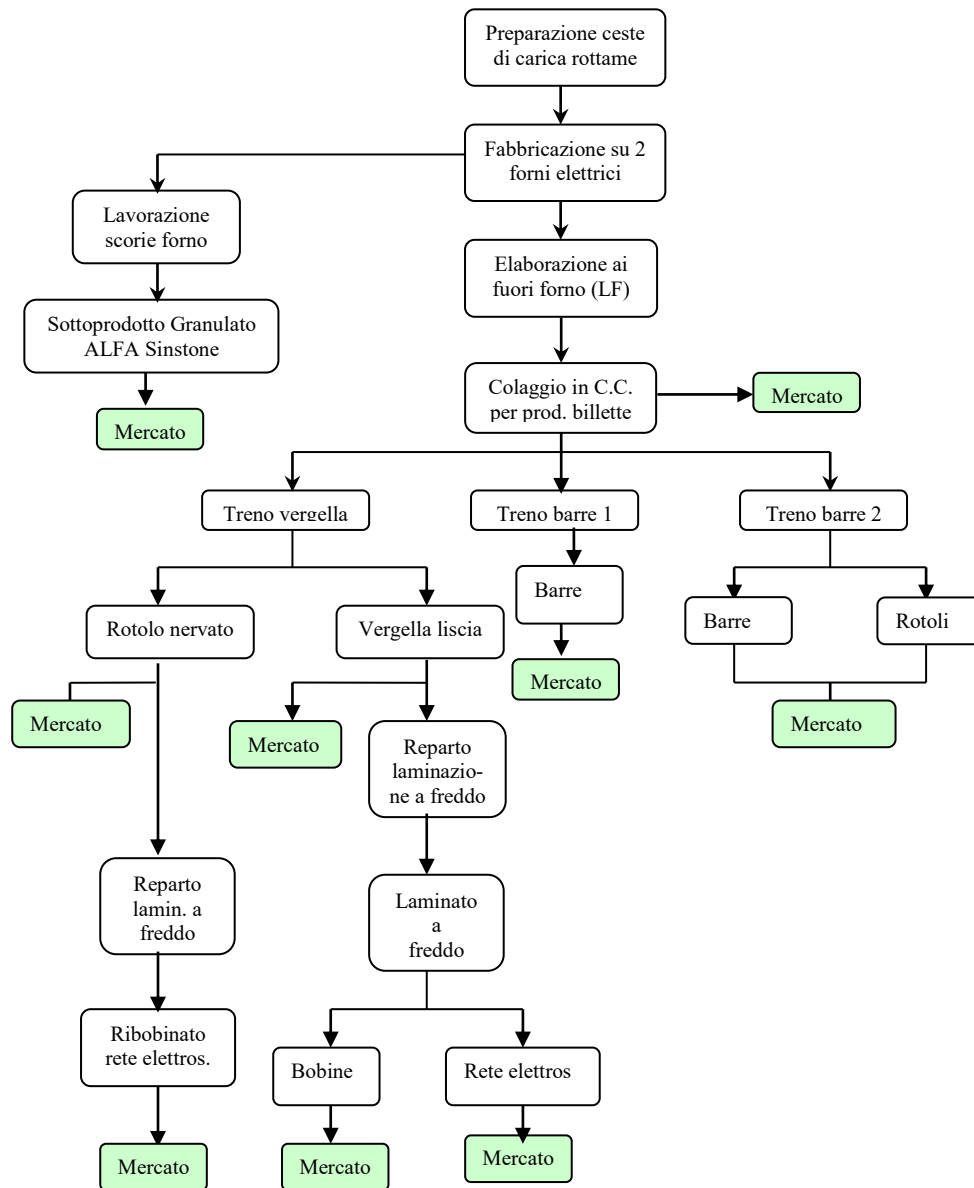 Preparazione ceste
di carica rottame
Fabbricazione su 2
forni elettrici
Lavorazione
scorie forno
Elaborazione ai
fuori forno (LF)
Sottoprodotto Granulato
ALFA Sinstone
Colaggio in C.C.
per prod. billette
Mercato
Mercato
Treno vergella
Treno barre 1
Treno barre 2
Barre
Rotolo nervato
Vergella liscia
Barre
Rotoli
Mercato
Mercato
Mercato
Mercato
Reparto
laminazio-
ne a freddo
Reparto
lamin. a
freddo
Laminato
a
freddo
Ribobinato
rete elettros.
Bobine
Rete elettros
Mercato
Mercato
Mercato